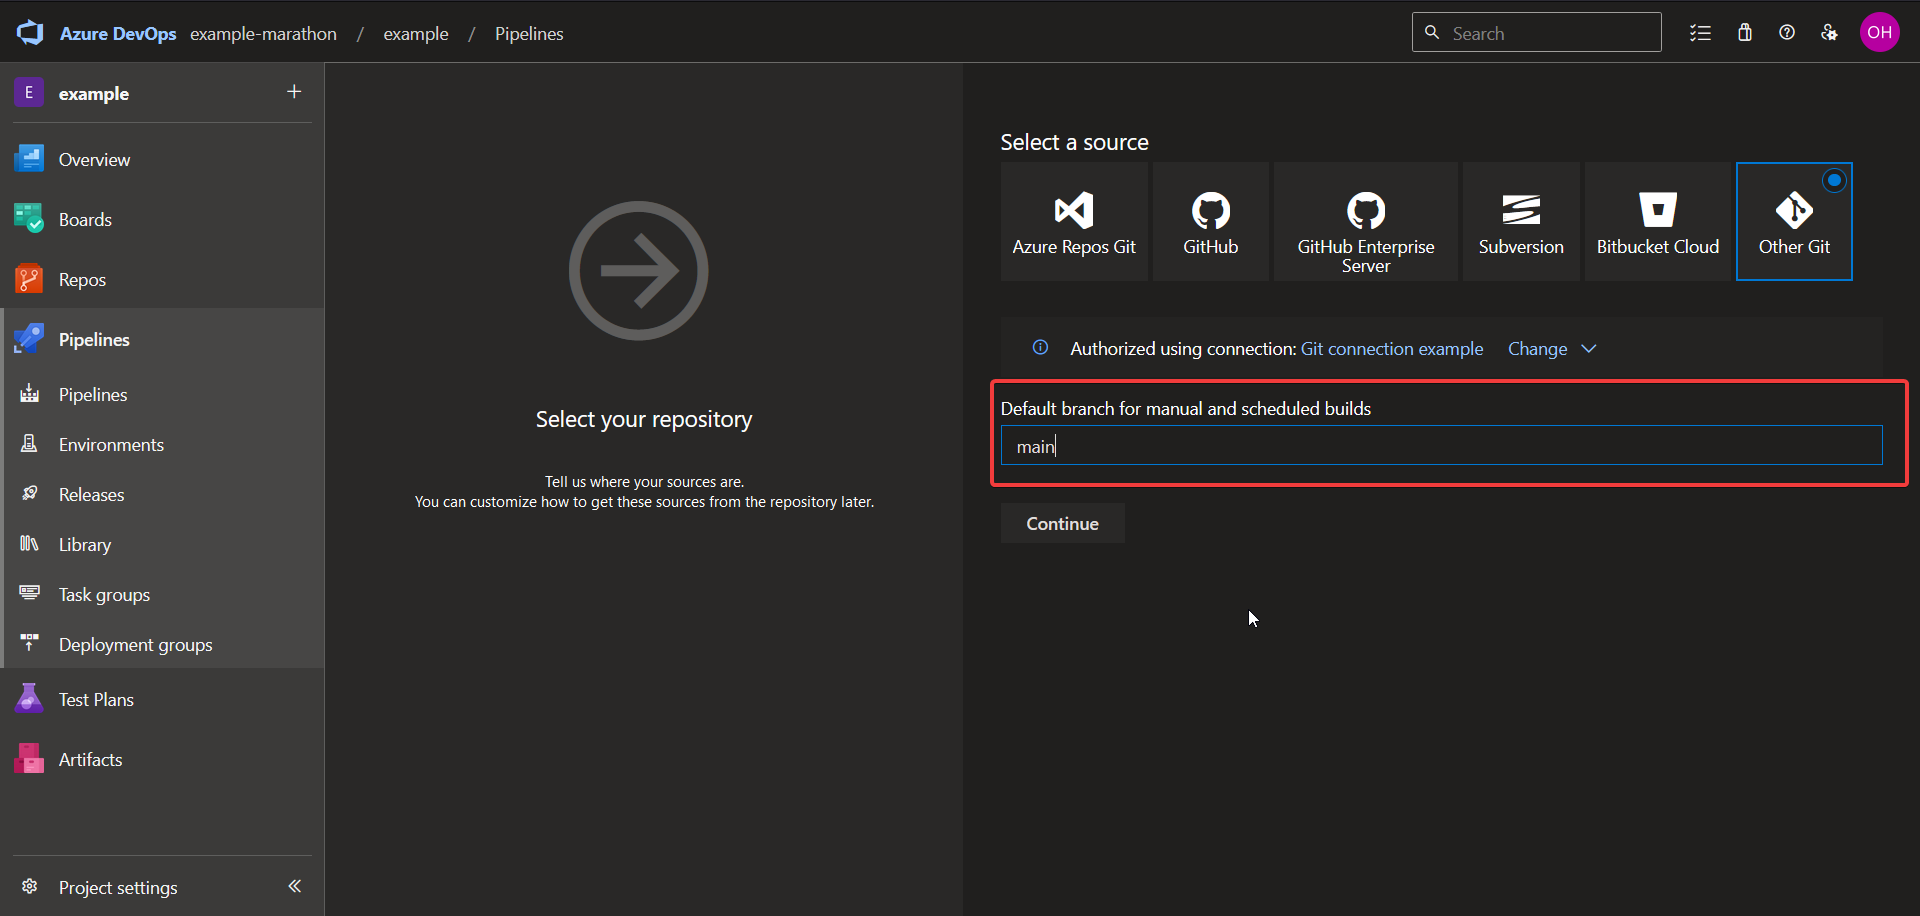 Azure DevOps example-marathon / example / Pipelines
Search
OH
E example +
Overview
Boards
Repos
Pipelines
Pipelines
Environments
Releases
Library
Task groups
Deployment groups
Test Plans
Artifacts
Project settings
Select your repository
Tell us where your sources are.
You can customize how to get these sources from the repository later.
Select a source
Azure Repos Git
GitHub
GitHub Enterprise
Server
Subversion
Bitbucket Cloud
Other Git
Authorized using connection: Git connection example Change
Default branch for manual and scheduled builds
main
Continue